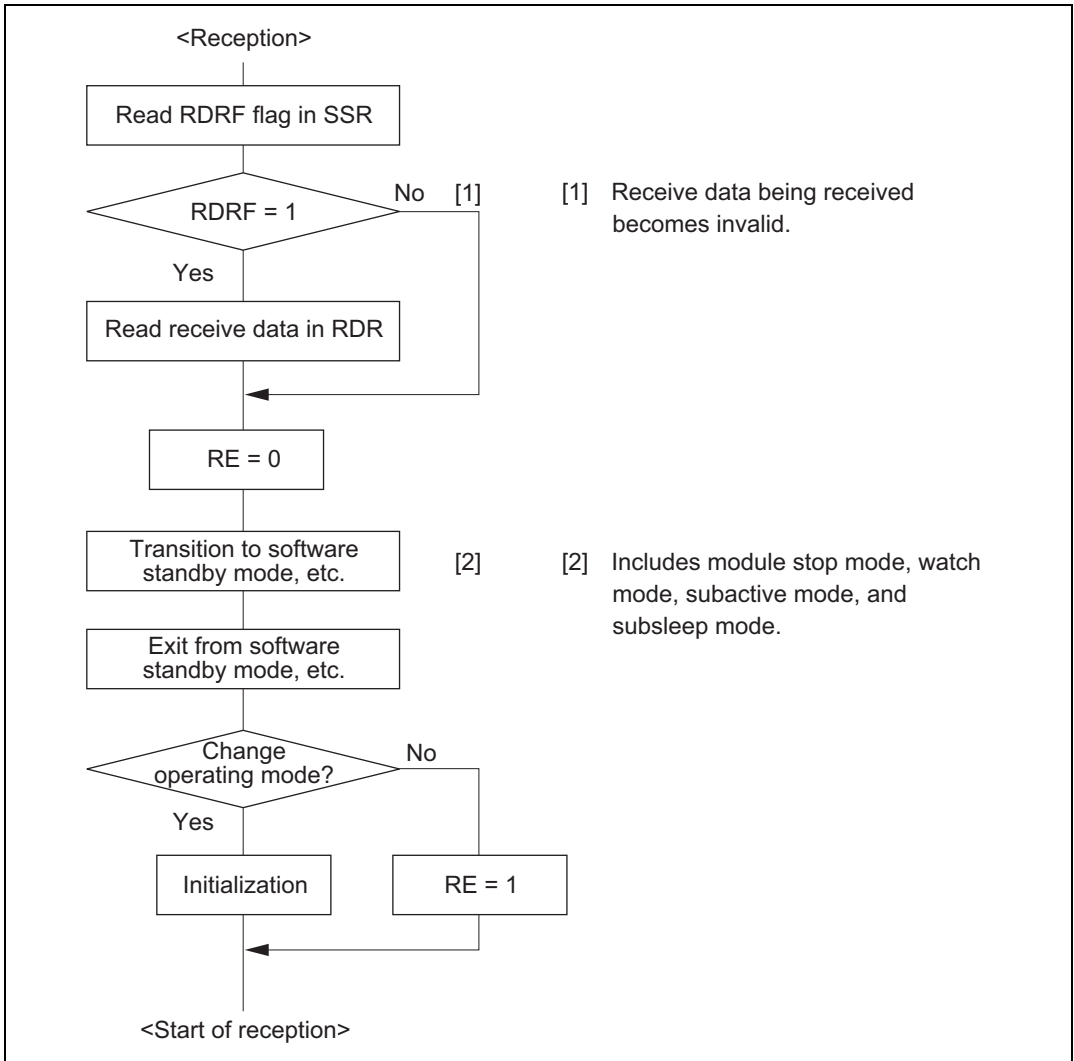 <Reception>
Read RDRF flag in SSR
RDRF = 1
No [1]
[1] Receive data being received
becomes invalid.
Yes
Read receive data in RDR
RE = 0
Transition to software
standby mode, etc.
[2]
[2] Includes module stop mode, watch
mode, subactive mode, and
subsleep mode.
Exit from software
standby mode, etc.
Change
operating mode?
No
Yes
Initialization
RE = 1
<Start of reception>